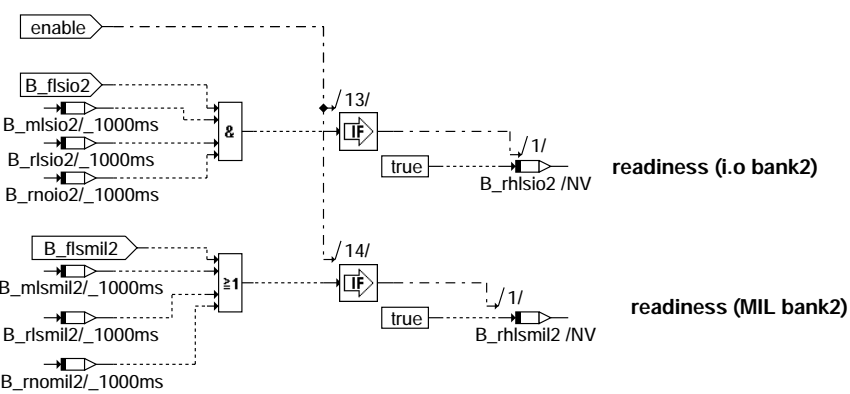 enable
B_flsio2
13/
B_mlsio2/_1000ms
&
IF
1/
B_rlsio2/_1000ms
true
readiness (i.o bank2)
B_rnoio2/_1000ms
B_rhlsio2 /NV
B_flsmil2
14/
B_mlsmil2/_1000ms
≧1
IF
1/
readiness (MIL bank2)
B_rlsmil2/_1000ms
true
B_rhlsmil2 /NV
B_rnomil2/_1000ms